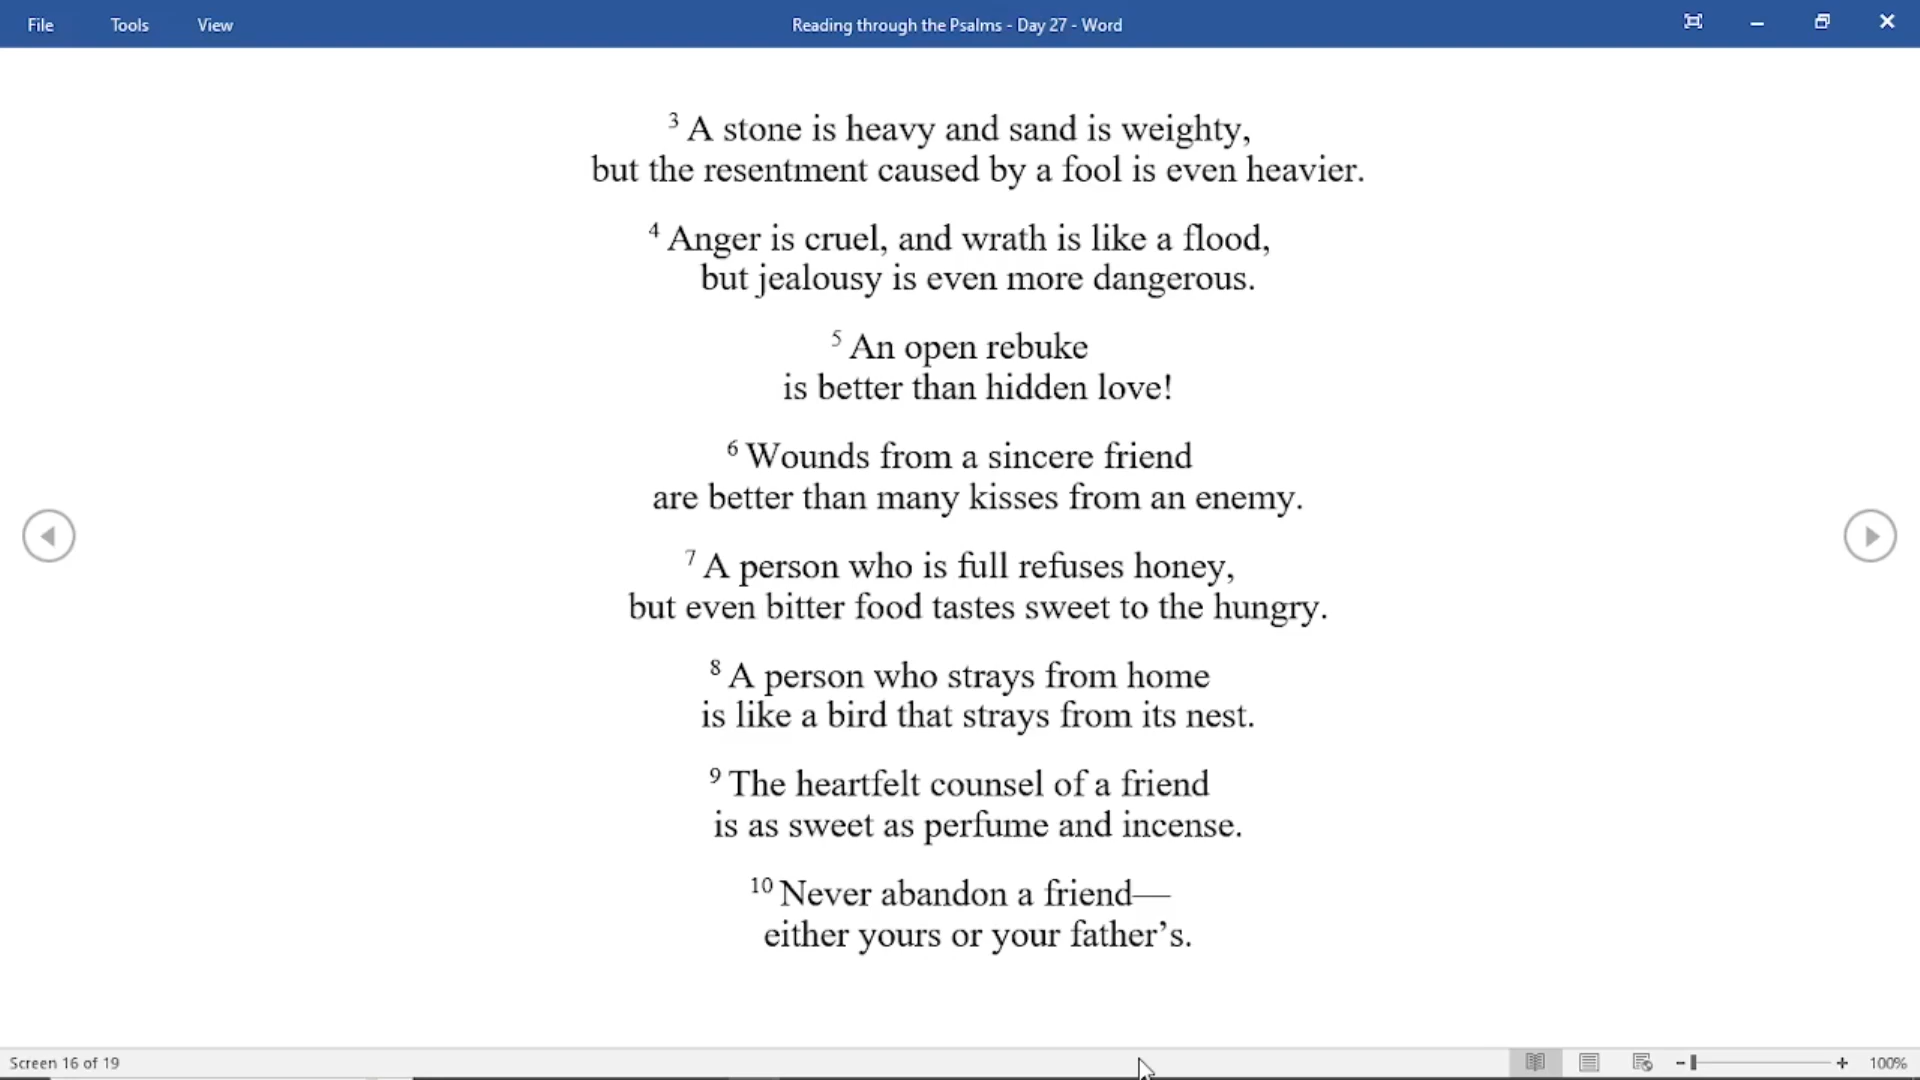 File Tools View Reading through the Psalms - Day 27 - Word
3 A stone is heavy and sand is weighty,
but the resentment caused by a fool is even heavier.
4 Anger is cruel, and wrath is like a flood,
but jealousy is even more dangerous.
5 An open rebuke
is better than hidden love!
6 Wounds from a sincere friend
are better than many kisses from an enemy.
7 A person who is full refuses honey,
but even bitter food tastes sweet to the hungry.
8 A person who strays from home
is like a bird that strays from its nest.
9 The heartfelt counsel of a friend
is as sweet as perfume and incense.
10 Never abandon a friend—
either yours or your father’s.
Screen 16 of 19 100%